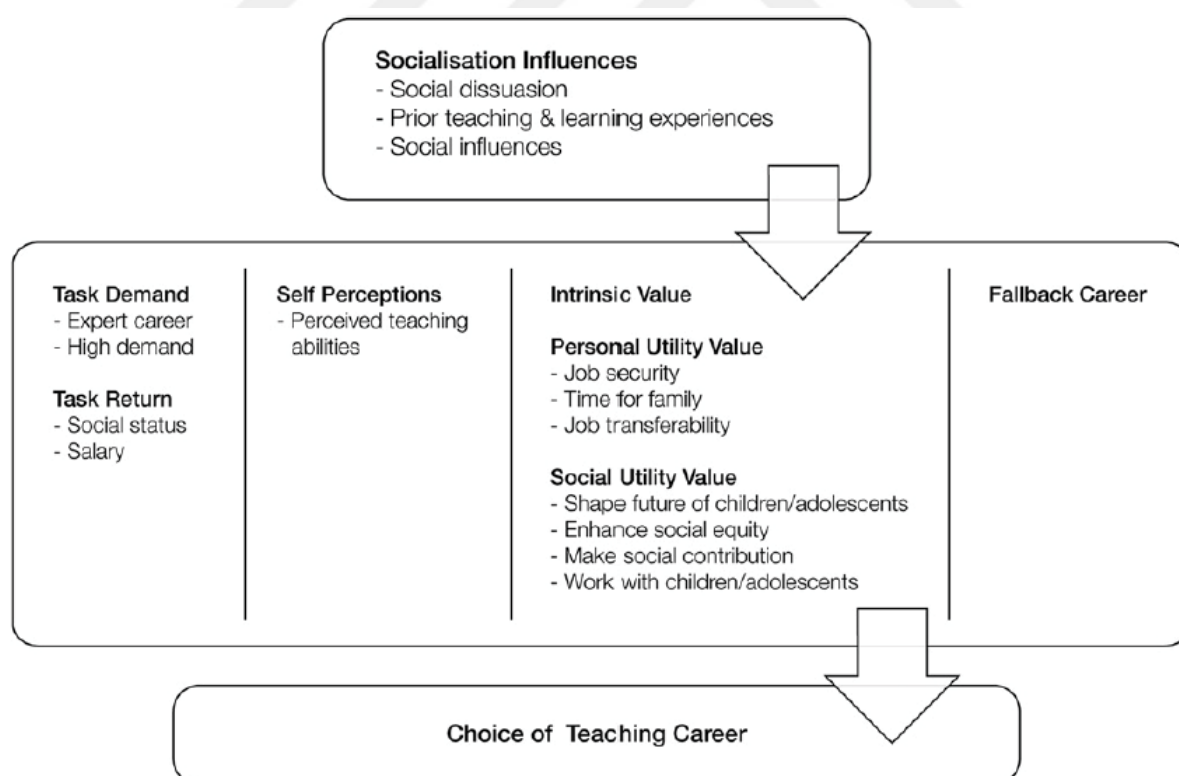 Socialisation Influences
- Social dissuasion
- Prior teaching & learning experiences
- Social influences
Task Demand
- Expert career
- High demand
Task Return
- Social status
- Salary
Self Perceptions
- Perceived teaching
abilities
Intrinsic Value
Personal Utility Value
- Job security
- Time for family
- Job transferability
Social Utility Value
- Shape future of children/adolescents
- Enhance social equity
- Make social contribution
- Work with children/adolescents
Fallback Career
Choice of Teaching Career